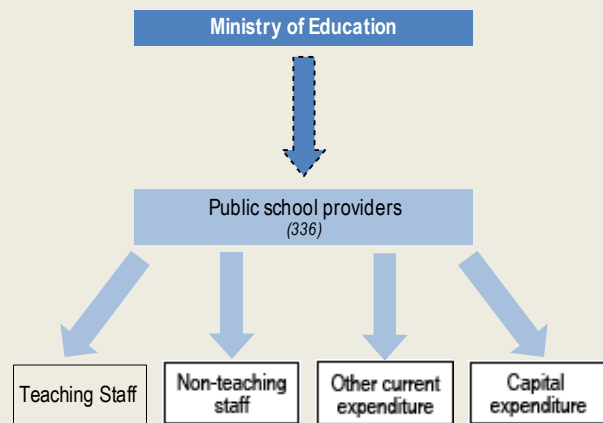 Ministry of Education
Public school providers
(336)
Teaching Staff
Non-teaching
staff
Other current
expenditure
Capital
expenditure